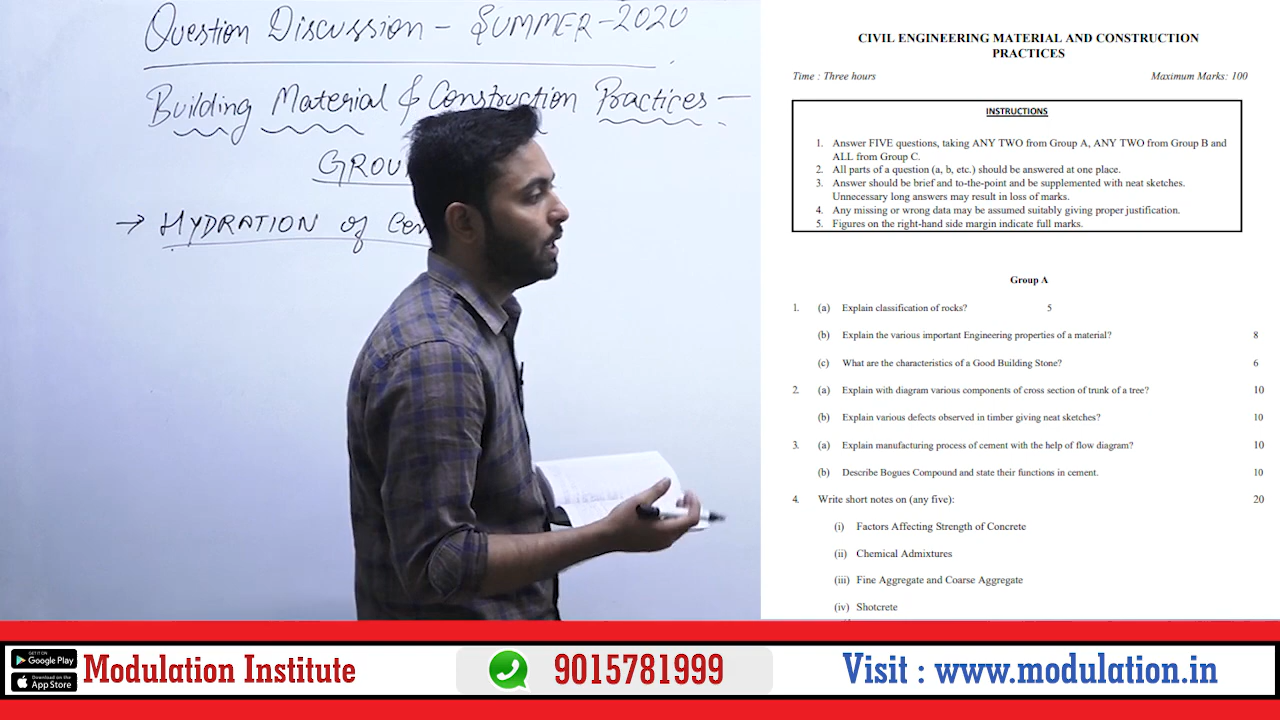 Question Discussion - SUMMER-2020
Building Material & Construction Practices -
GROU
→ HYDRATION of Cem
CIVIL ENGINEERING MATERIAL AND CONSTRUCTION
PRACTICES
Time : Three hours Maximum Marks: 100
INSTRUCTIONS
1. Answer FIVE questions, taking ANY TWO from Group A, ANY TWO from Group B and
ALL from Group C.
2. All parts of a question (a, b, etc.) should be answered at one place.
3. Answer should be brief and to-the-point and be supplemented with neat sketches.
Unnecessary long answers may result in loss of marks.
4. Any missing or wrong data may be assumed suitably giving proper justification.
5. Figures on the right-hand side margin indicate full marks.
Group A
1. (a) Explain classification of rocks? 5
(b) Explain the various important Engineering properties of a material? 8
(c) What are the characteristics of a Good Building Stone? 6
2. (a) Explain with diagram various components of cross section of trunk of a tree? 10
(b) Explain various defects observed in timber giving neat sketches? 10
3. (a) Explain manufacturing process of cement with the help of flow diagram? 10
(b) Describe Bogues Compound and state their functions in cement. 10
4. Write short notes on (any five): 20
(i) Factors Affecting Strength of Concrete
(ii) Chemical Admixtures
(iii) Fine Aggregate and Coarse Aggregate
(iv) Shotcrete
GET IT ON
Google Play
Download on the
App Store
Modulation Institute
9015781999
Visit : www.modulation.in